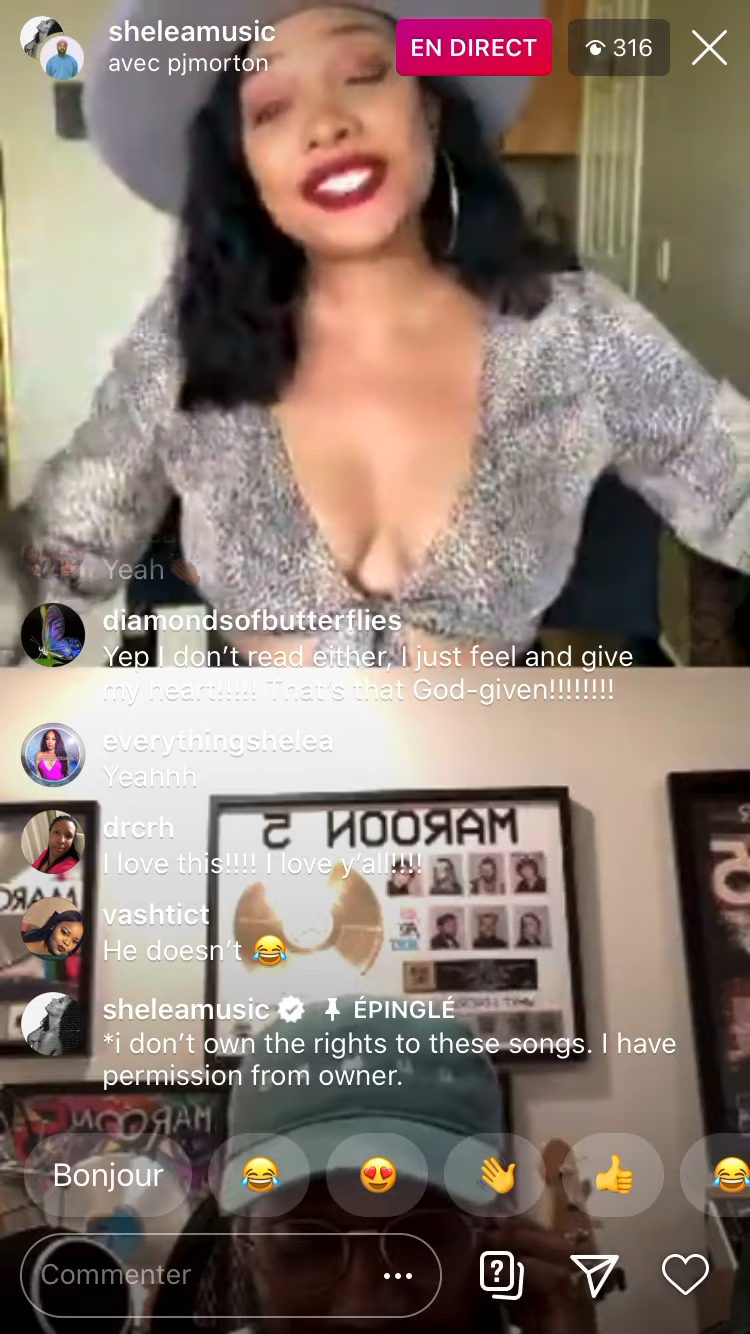 sheleamusic
avec pjmorton
EN DIRECT
316
Yeah 👏🏾
diamondsofbutterflies
Yep I don’t read either, I just feel and give
my heart!!!!! That’s that God-given!!!!!!!!
everythingshelea
Yeahhh
MAROON 5
drcrh
I love this!!!! I love y’all!!!!
vashtict
He doesn’t 😂
sheleamusic ÉPINGLÉ
*i don’t own the rights to these songs. I have
permission from owner.
MAROON
Bonjour 😂 😍 👋 👍 😂
Commenter